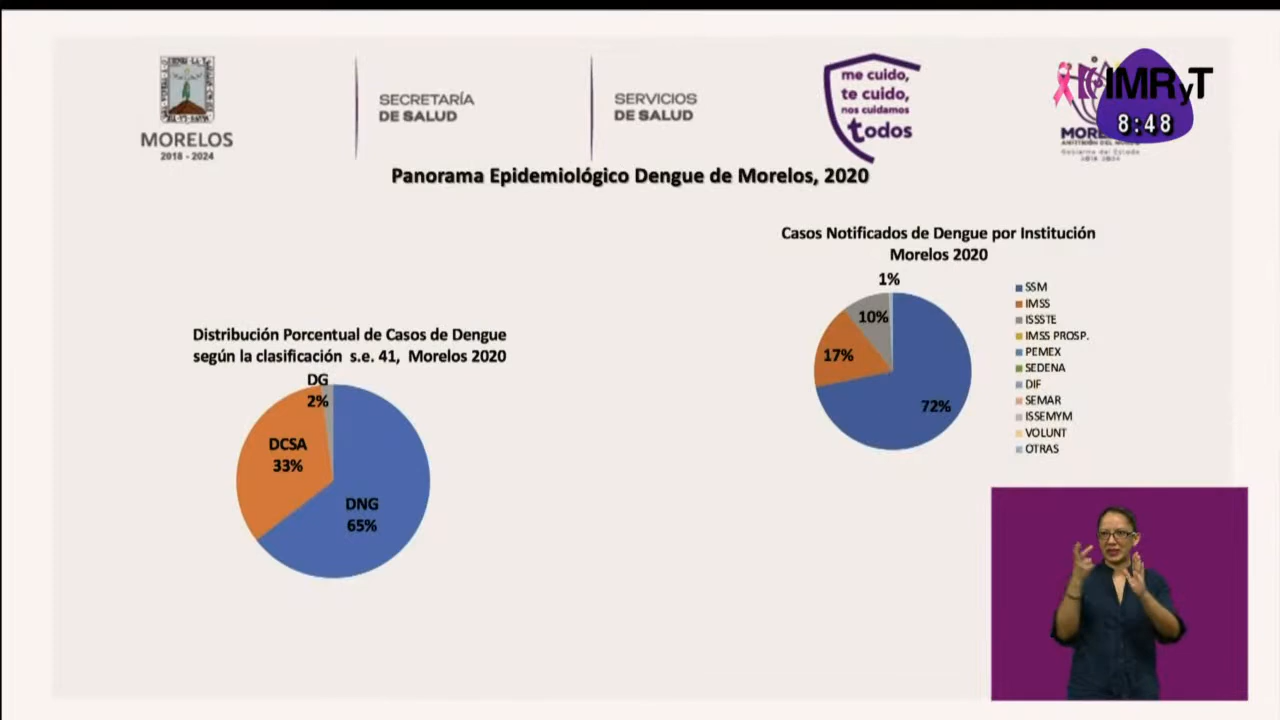 MORELOS
2018 - 2024
SECRETARÍA
DE SALUD
SERVICIOS
DE SALUD
me cuido,
te cuido,
nos cuidamos
todos
IMRyT
8:48
Panorama Epidemiológico Dengue de Morelos, 2020
Casos Notificados de Dengue por Institución
Morelos 2020
1%
10%
17%
72%
SSM
IMSS
ISSSTE
IMSS PROSP.
PEMEX
SEDENA
DIF
SEMAR
ISSEMYM
VOLUNT
OTRAS
Distribución Porcentual de Casos de Dengue
según la clasificación s.e. 41, Morelos 2020
DG
2%
DCSA
33%
DNG
65%